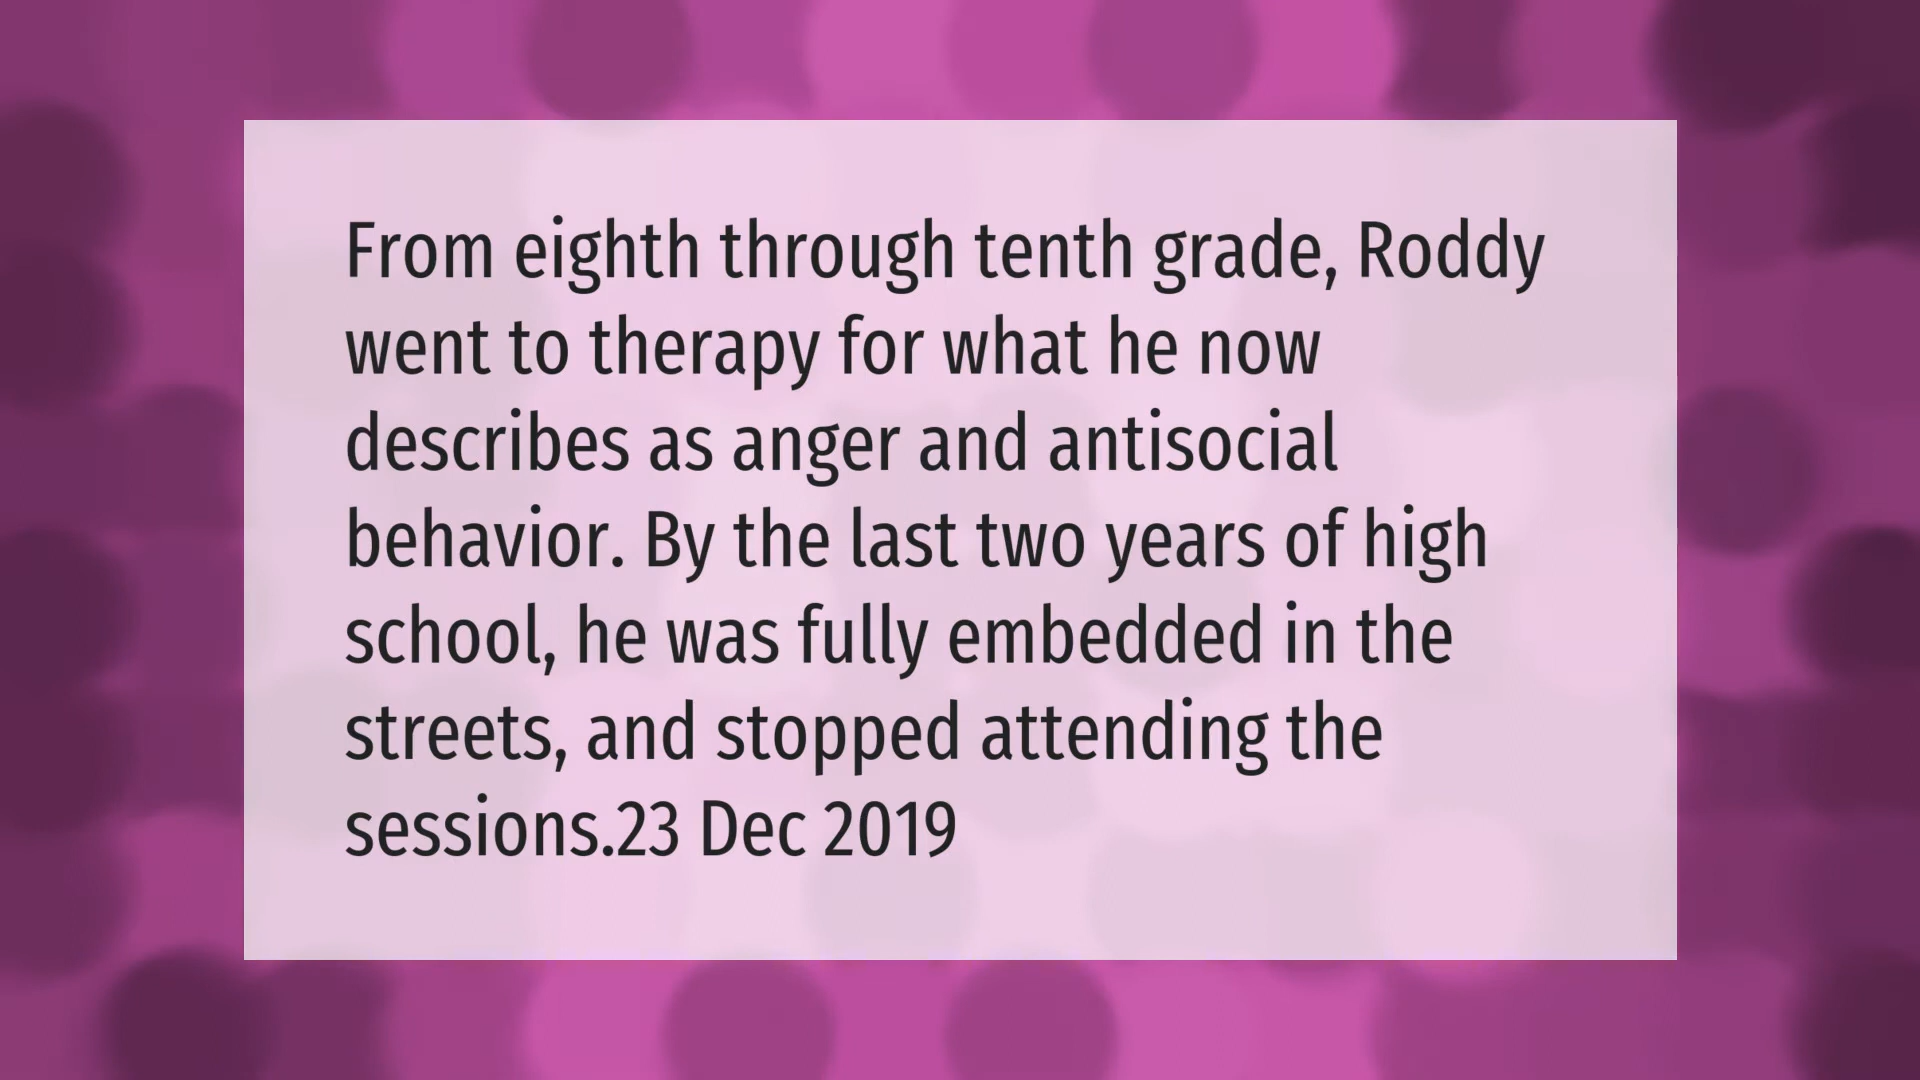 From eighth through tenth grade, Roddy
went to therapy for what he now
describes as anger and antisocial
behavior. By the last two years of high
school, he was fully embedded in the
streets, and stopped attending the
sessions.23 Dec 2019